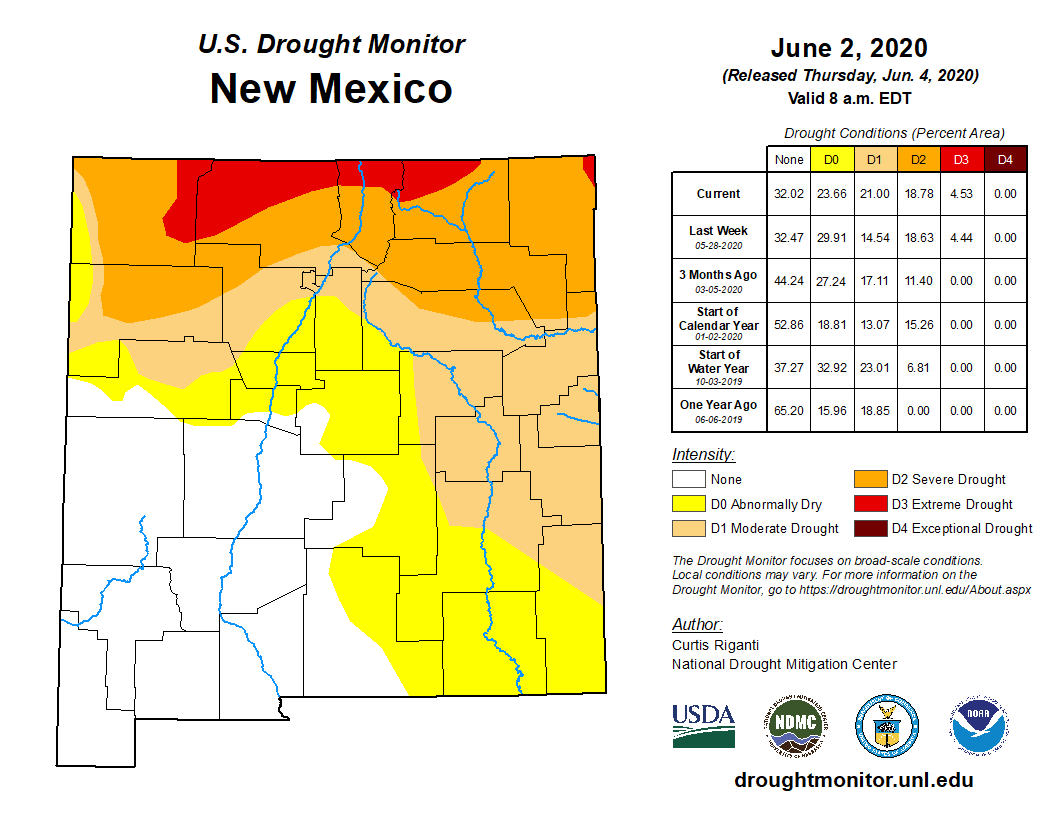 U.S. Drought Monitor
New Mexico
June 2, 2020
(Released Thursday, Jun. 4, 2020)
Valid 8 a.m. EDT
Drought Conditions (Percent Area)
None D0 D1 D2 D3 D4
Current 32.02 23.66 21.00 18.78 4.53 0.00
Last Week
05-28-2020
32.47 29.91 14.54 18.63 4.44 0.00
3 Months Ago
03-05-2020
44.24 27.24 17.11 11.40 0.00 0.00
Start of
Calendar Year
01-02-2020
52.86 18.81 13.07 15.26 0.00 0.00
Start of
Water Year
10-03-2019
37.27 32.92 23.01 6.81 0.00 0.00
One Year Ago
06-06-2019
65.20 15.96 18.85 0.00 0.00 0.00
Intensity:
None
D0 Abnormally Dry
D1 Moderate Drought
D2 Severe Drought
D3 Extreme Drought
D4 Exceptional Drought
The Drought Monitor focuses on broad-scale conditions.
Local conditions may vary. For more information on the
Drought Monitor, go to https://droughtmonitor.unl.edu/About.aspx
Author:
Curtis Riganti
National Drought Mitigation Center
USDA
NDMC
NOAA
droughtmonitor.unl.edu